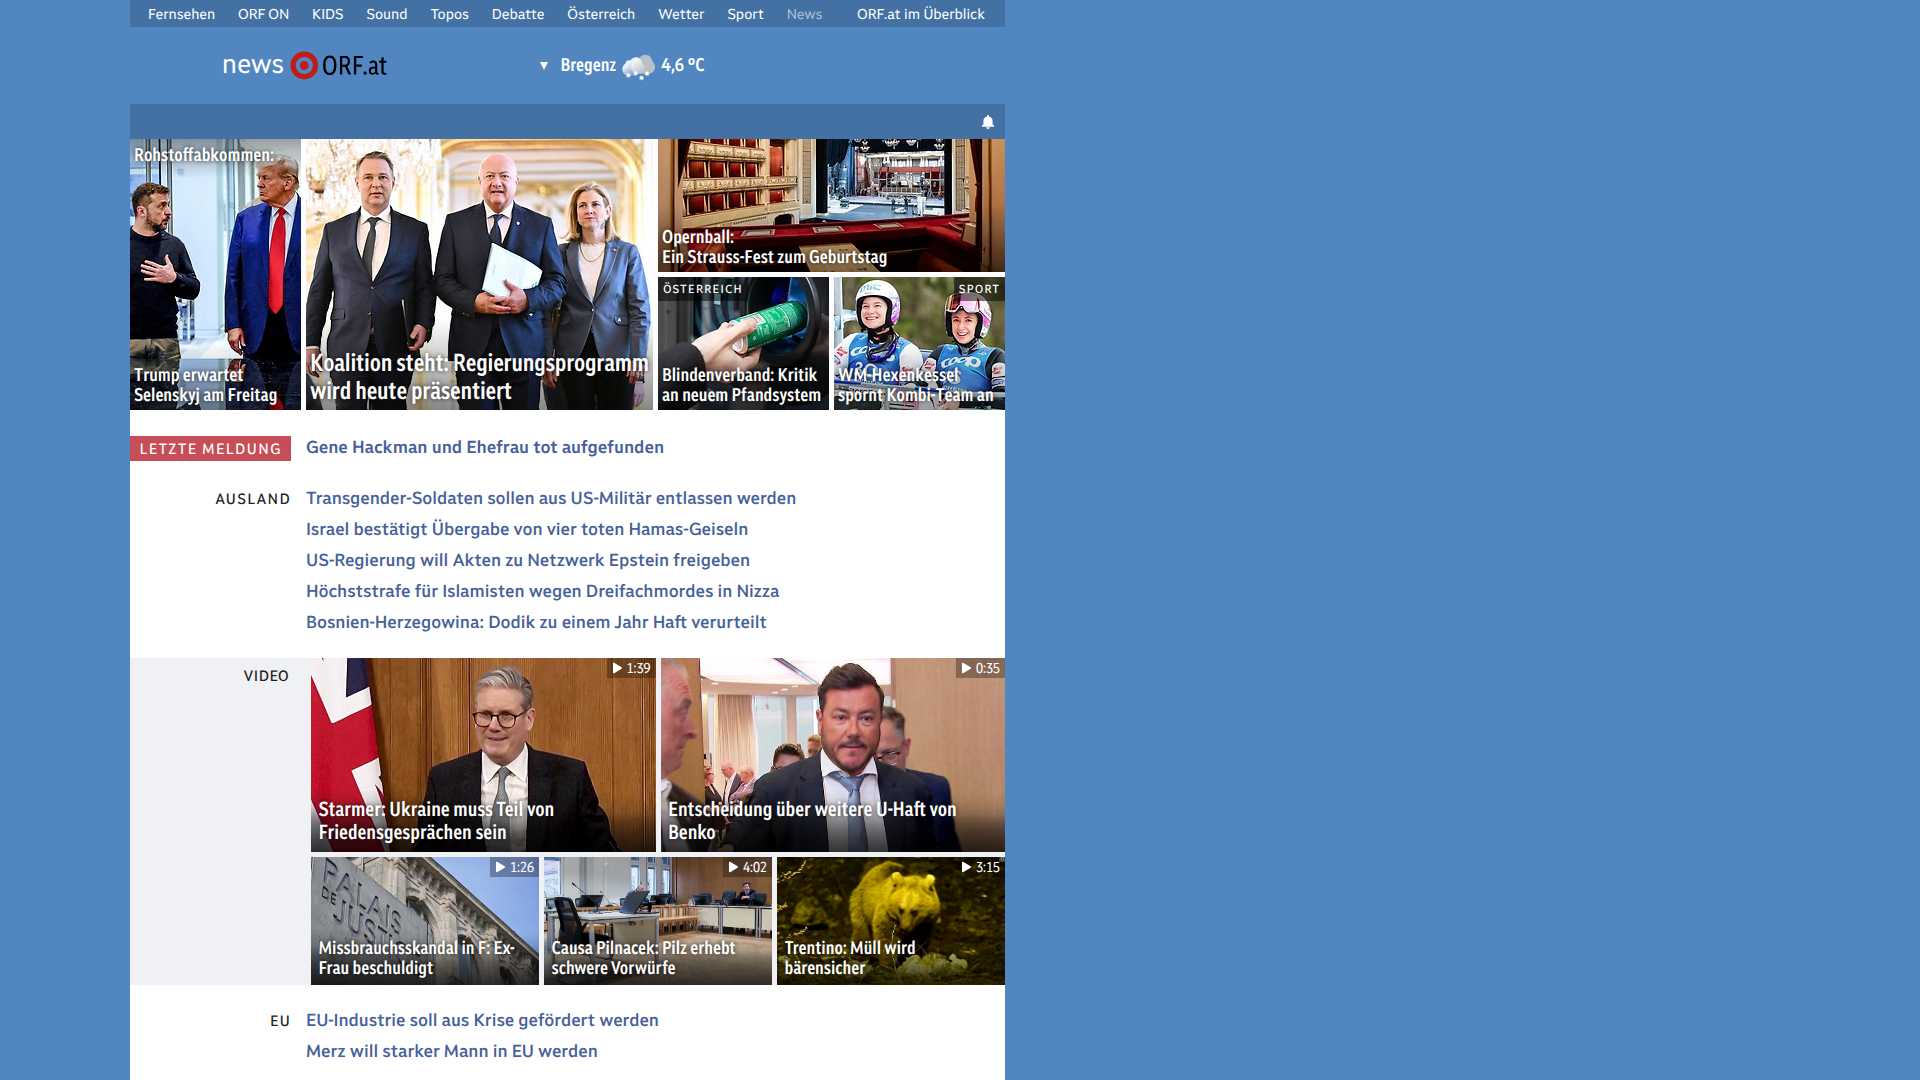 Fernsehen ORF ON KIDS Sound Topos Debatte Österreich Wetter Sport News ORF.at im Überblick
news ORF.at
Bregenz 4,6 °C
Rohstoffabkommen:
Trump erwartet
Selenskyj am Freitag
Koalition steht: Regierungsprogramm
wird heute präsentiert
Opernball:
Ein Strauss-Fest zum Geburtstag
ÖSTERREICH
Blindenverband: Kritik
an neuem Pfandsystem
SPORT
WM-Hexenkessel
spornt Kombi-Team an
LETZTE MELDUNG
Gene Hackman und Ehefrau tot aufgefunden
AUSLAND
Transgender-Soldaten sollen aus US-Militär entlassen werden
Israel bestätigt Übergabe von vier toten Hamas-Geiseln
US-Regierung will Akten zu Netzwerk Epstein freigeben
Höchststrafe für Islamisten wegen Dreifachmordes in Nizza
Bosnien-Herzegowina: Dodik zu einem Jahr Haft verurteilt
VIDEO
1:39
Starmer: Ukraine muss Teil von
Friedensgesprächen sein
0:35
Entscheidung über weitere U-Haft von
Benko
1:26
PALAIS
DE JUS
Missbrauchsskandal in F: Ex-
Frau beschuldigt
4:02
Causa Pilnacek: Pilz erhebt
schwere Vorwürfe
3:15
Trentino: Müll wird
bärensicher
EU
EU-Industrie soll aus Krise gefördert werden
Merz will starker Mann in EU werden